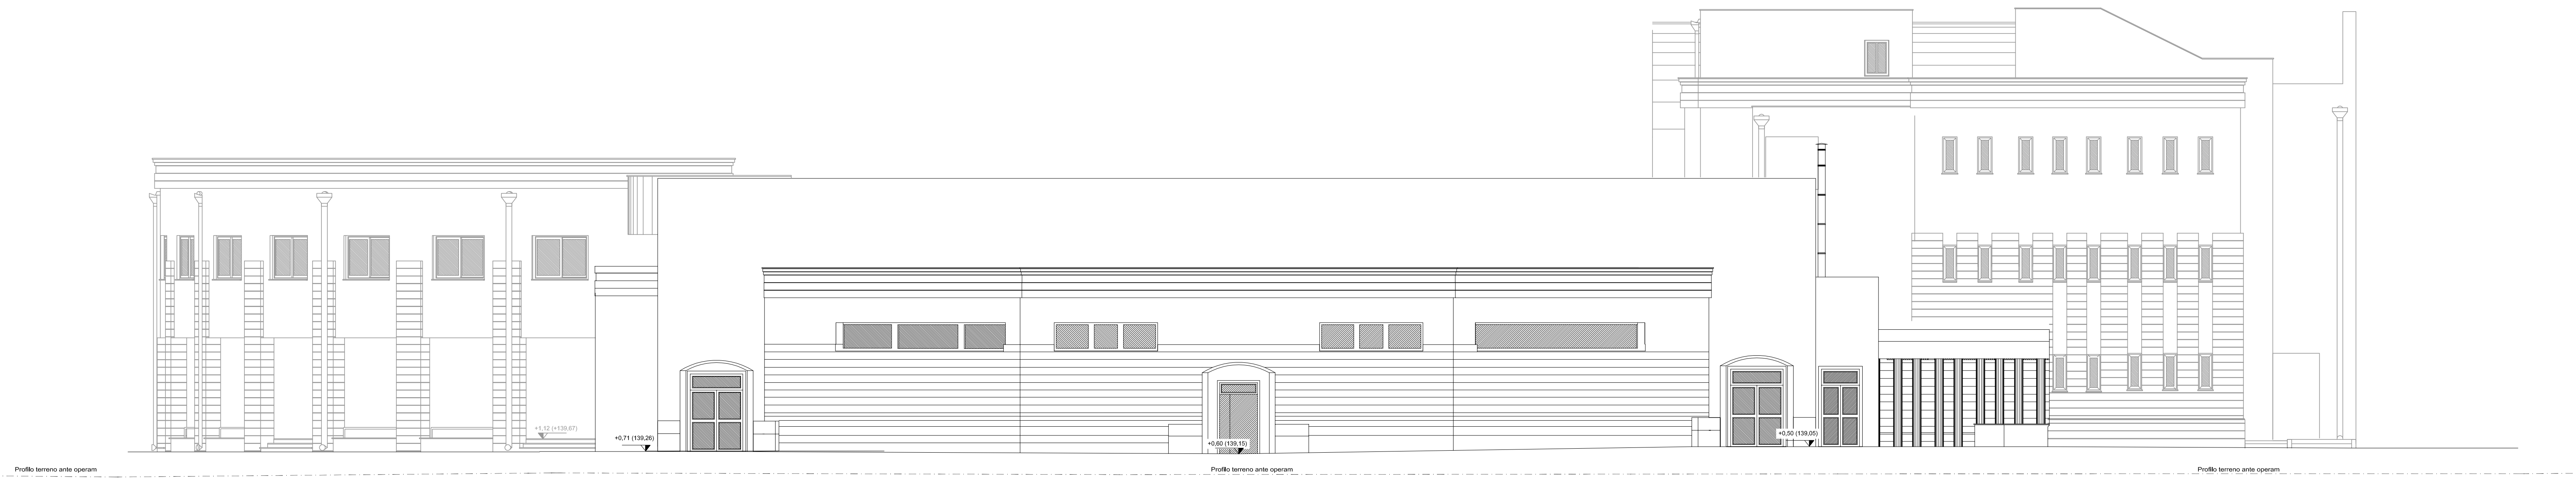 +1,12 (+139,67)
+0,71 (139,26)
+0,60 (139,15)
+0,50 (139,05)
Profilo terreno ante operam
Profilo terreno ante operam
Profilo terreno ante operam